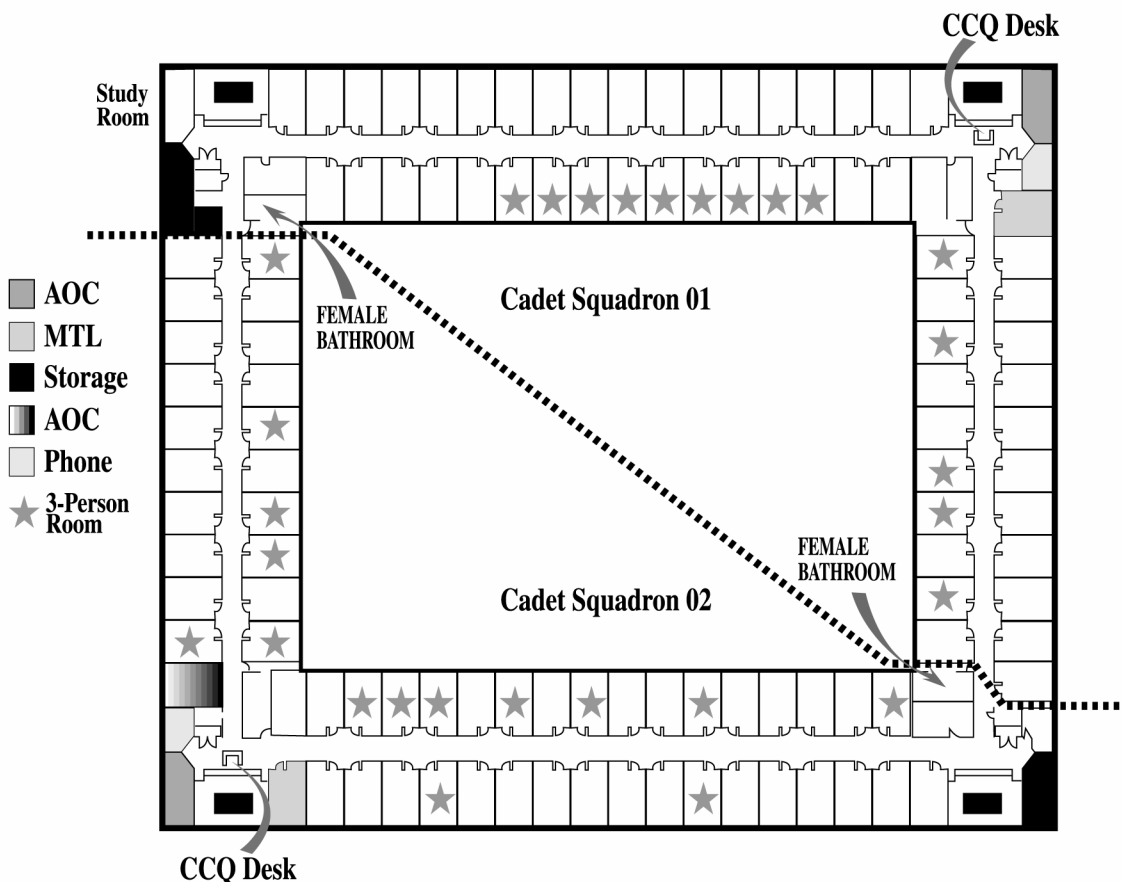 CCQ Desk
Study
Room
Cadet Squadron 01
FEMALE
BATHROOM
AOC
MTL
Storage
AOC
Phone
3-Person
Room
FEMALE
BATHROOM
Cadet Squadron 02
CCQ Desk